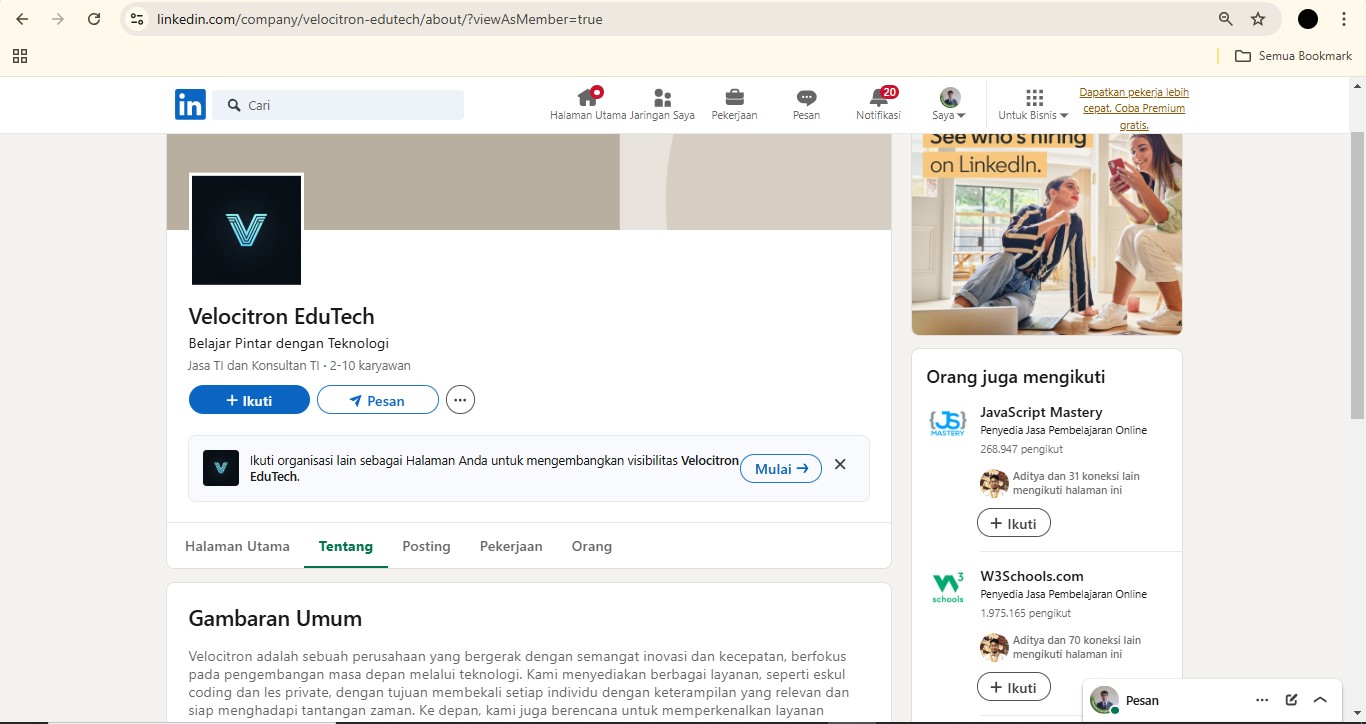 linkedin.com/company/velocitron-edutech/about/?viewAsMember=true
Semua Bookmark
in
Cari
Halaman Utama
Jaringan Saya
Pekerjaan
Pesan
20
Notifikasi
Saya
Untuk Bisnis
Dapatkan pekerja lebih
cepat. Coba Premium
gratis.
See who's hiring
on LinkedIn.
V
Velocitron EduTech
Belajar Pintar dengan Teknologi
Jasa TI dan Konsultan TI · 2-10 karyawan
+ Ikuti
Pesan
Ikuti organisasi lain sebagai Halaman Anda untuk mengembangkan visibilitas Velocitron
EduTech.
Mulai →
Halaman Utama
Tentang
Posting
Pekerjaan
Orang
Gambaran Umum
Velocitron adalah sebuah perusahaan yang bergerak dengan semangat inovasi dan kecepatan, berfokus
pada pengembangan masa depan melalui teknologi. Kami menyediakan berbagai layanan, seperti eskul
coding dan les private, dengan tujuan membekali setiap individu dengan keterampilan yang relevan dan
siap menghadapi tantangan zaman. Ke depan, kami juga berencana untuk memperkenalkan layanan
Orang juga mengikuti
{JS}
MASTERY
JavaScript Mastery
Penyedia Jasa Pembelajaran Online
268.947 pengikut
Aditya dan 31 koneksi lain
mengikuti halaman ini
+ Ikuti
W3
schools
W3Schools.com
Penyedia Jasa Pembelajaran Online
1.975.165 pengikut
Aditya dan 70 koneksi lain
mengikuti halaman ini
+ Ikuti
Pesan